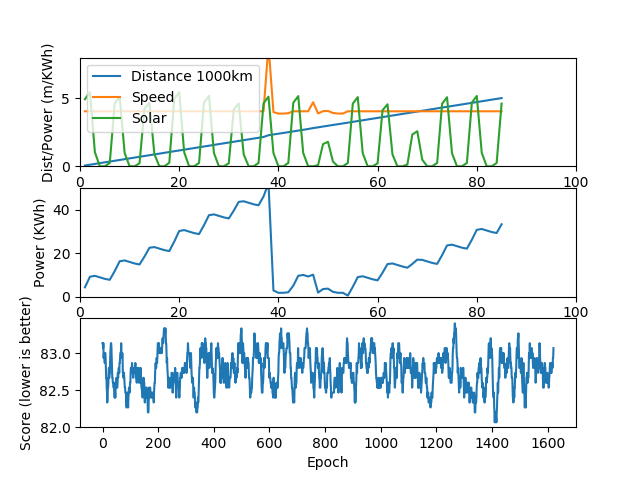 Dist/Power (m/KWh)
5
0
Distance 1000km
Speed
Solar
0 20 40 60 80 100
Power (KWh)
40
20
0
0 20 40 60 80 100
Score (lower is better)
83.0
82.5
82.0
0 200 400 600 800 1000 1200 1400 1600
Epoch